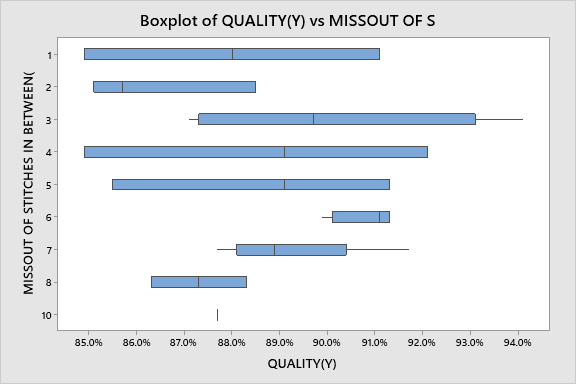 Boxplot of QUALITY(Y) vs MISSOUT OF S
MISSOUT OF STITCHES IN BETWEEN(
1
2
3
4
5
6
7
8
10
85.0% 86.0% 87.0% 88.0% 89.0% 90.0% 91.0% 92.0% 93.0% 94.0%
QUALITY(Y)